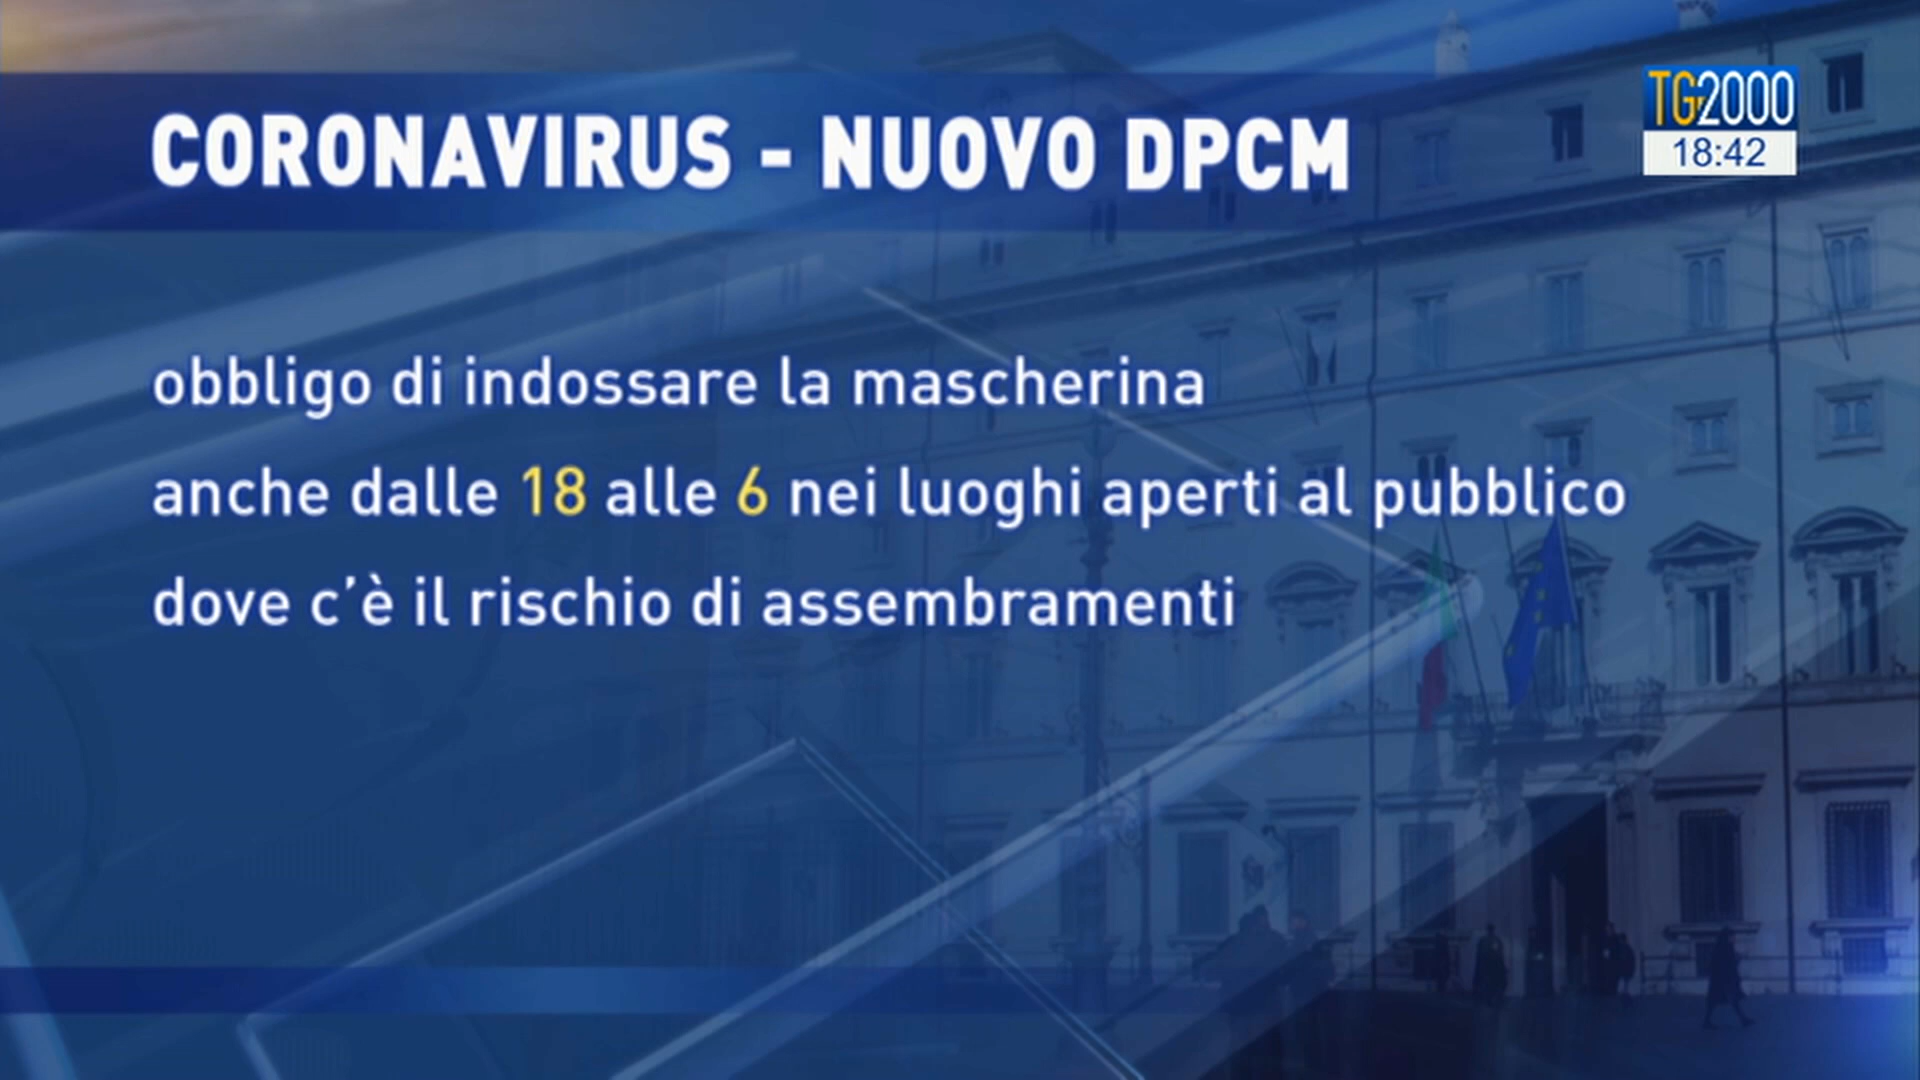 CORONAVIRUS - NUOVO DPCM
TG2000
18:42
obbligo di indossare la mascherina
anche dalle 18 alle 6 nei luoghi aperti al pubblico
dove c'è il rischio di assembramenti